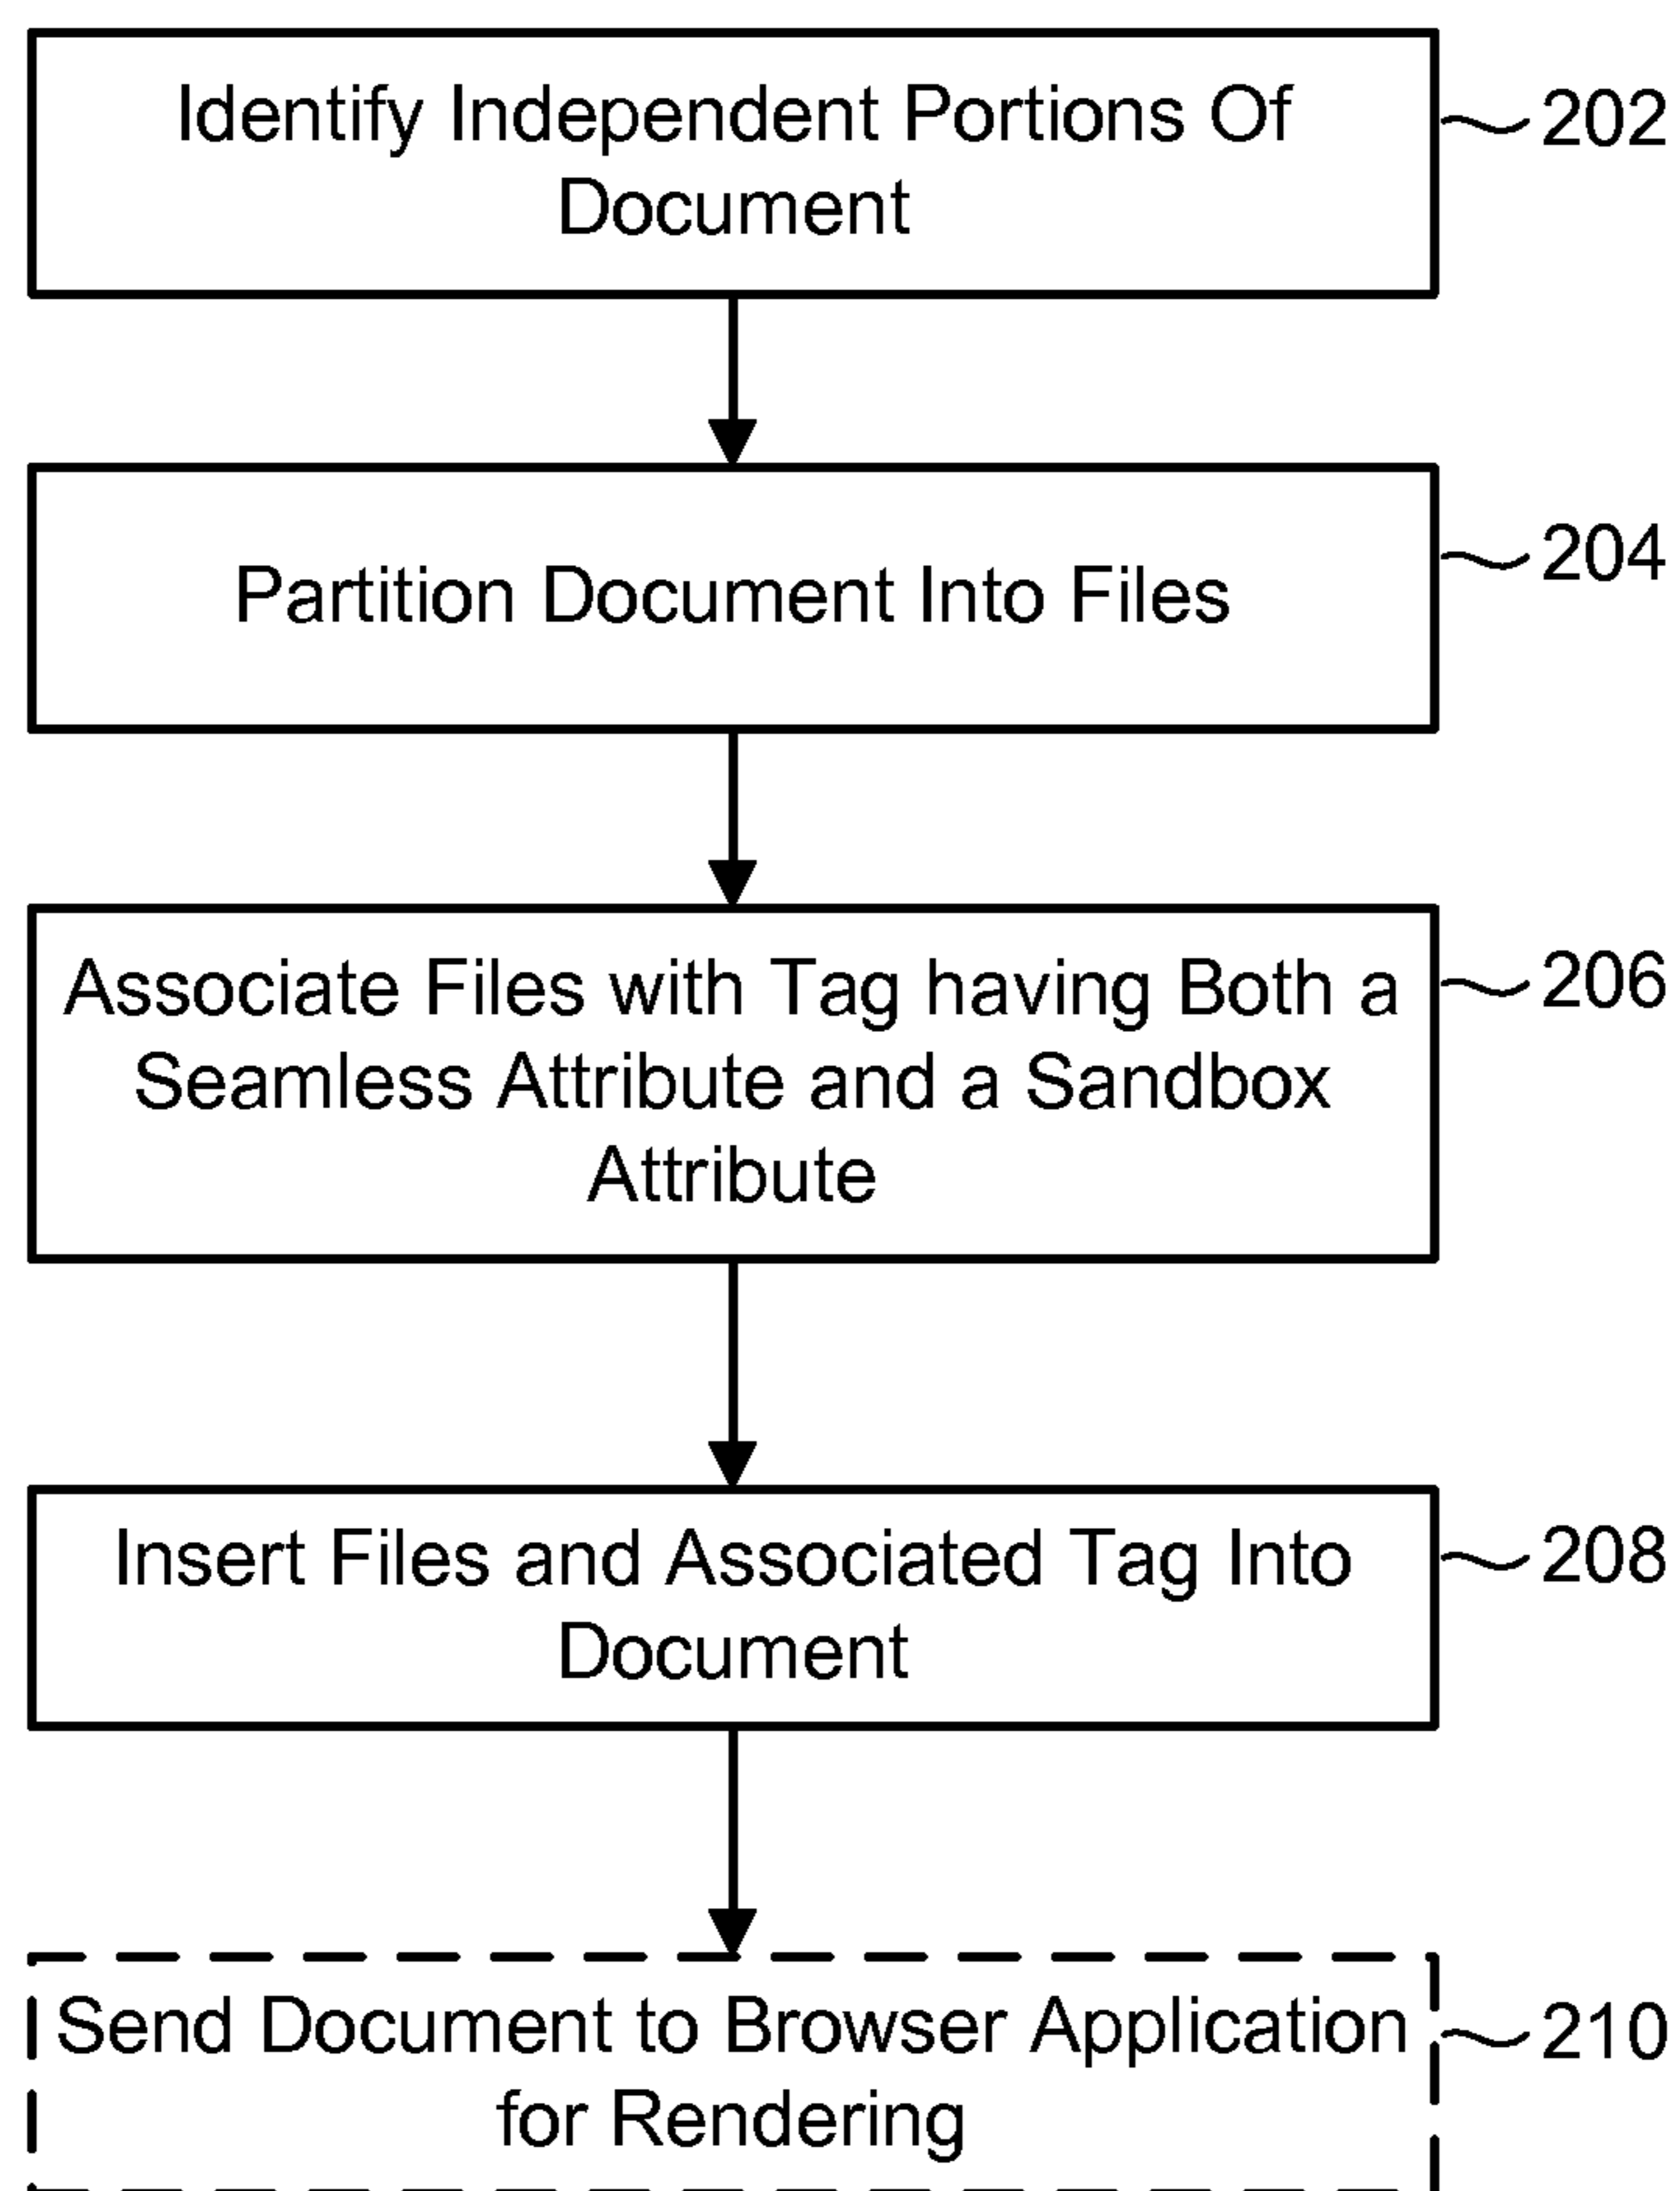 Identify Independent Portions Of
Document
202
Partition Document Into Files
204
Associate Files with Tag having Both a
Seamless Attribute and a Sandbox
Attribute
206
Insert Files and Associated Tag Into
Document
208
Send Document to Browser Application
for Rendering
210